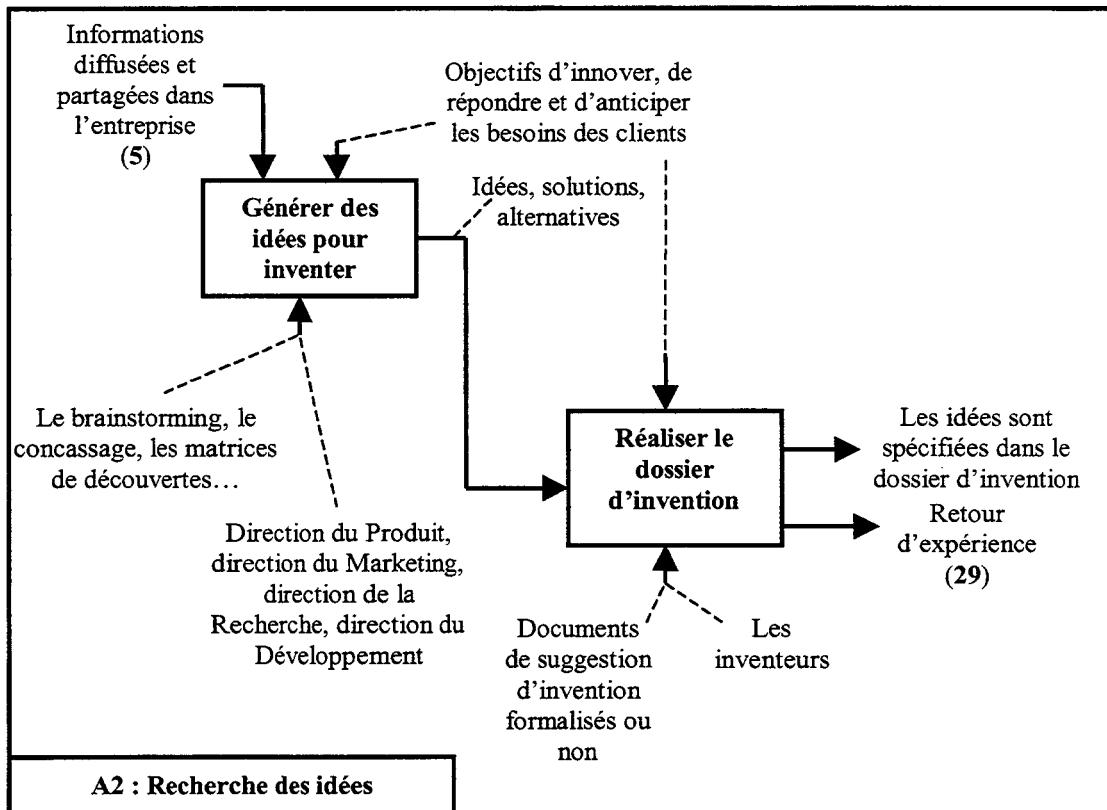 Informations
diffusées et
partagées dans
l'entreprise
(5)
Objectifs d'innover, de
répondre et d'anticiper
les besoins des clients
Générer des
idées pour
inventer
Idées, solutions,
alternatives
Le brainstorming, le
concassage, les matrices
de découvertes…
Direction du Produit,
direction du Marketing,
direction de la
Recherche, direction du
Développement
Réaliser le
dossier
d'invention
Les idées sont
spécifiées dans le
dossier d'invention
Retour
d'expérience
(29)
Documents
de suggestion
d'invention
formalisés ou
non
Les
inventeurs
A2 : Recherche des idées